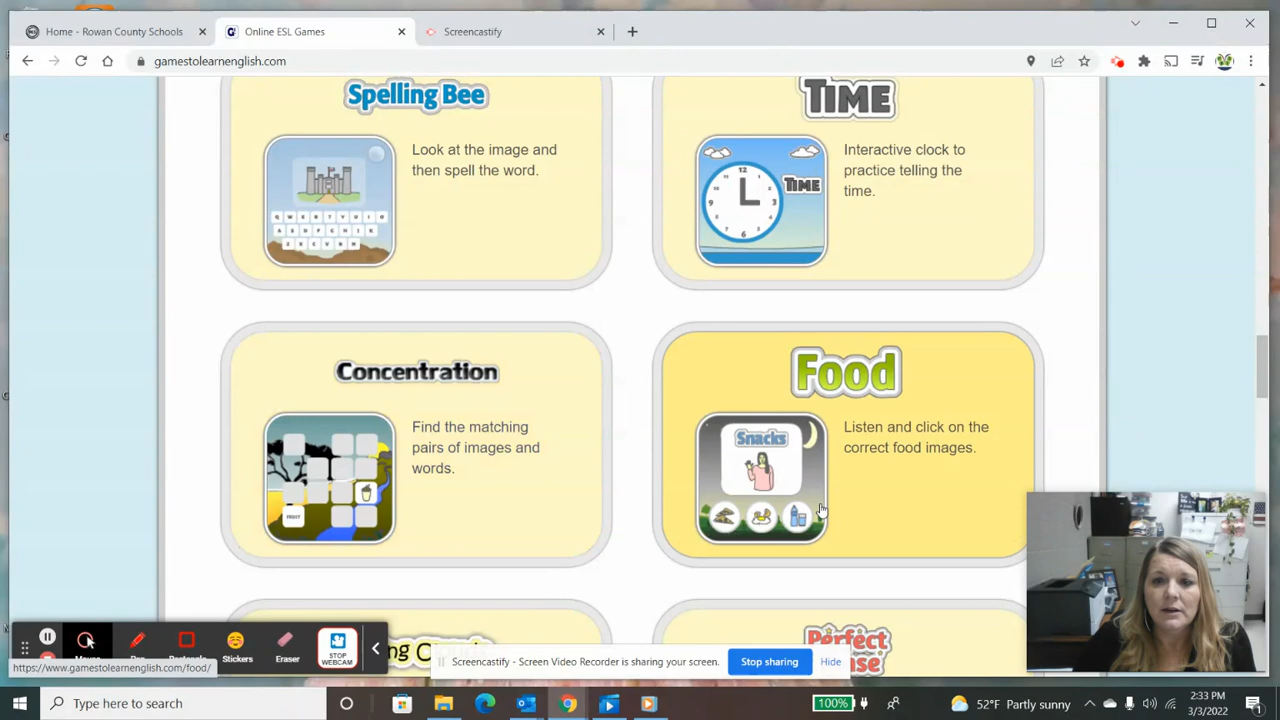 Home - Rowan County Schools
Online ESL Games
Screencastify
gamestolearnenglish.com
Spelling Bee
Look at the image and
then spell the word.
TIME
Interactive clock to
practice telling the
time.
TIME
Concentration
Find the matching
pairs of images and
words.
FRUIT
Food
Listen and click on the
correct food images.
Snacks
Perfect
Stickers
Eraser
STOP
WEBCAM
https://www.gamestolearnenglish.com/food/
Screencastify - Screen Video Recorder is sharing your screen.
Stop sharing
Hide
Type here to search
100%
52°F Partly sunny
2:33 PM
3/3/2022